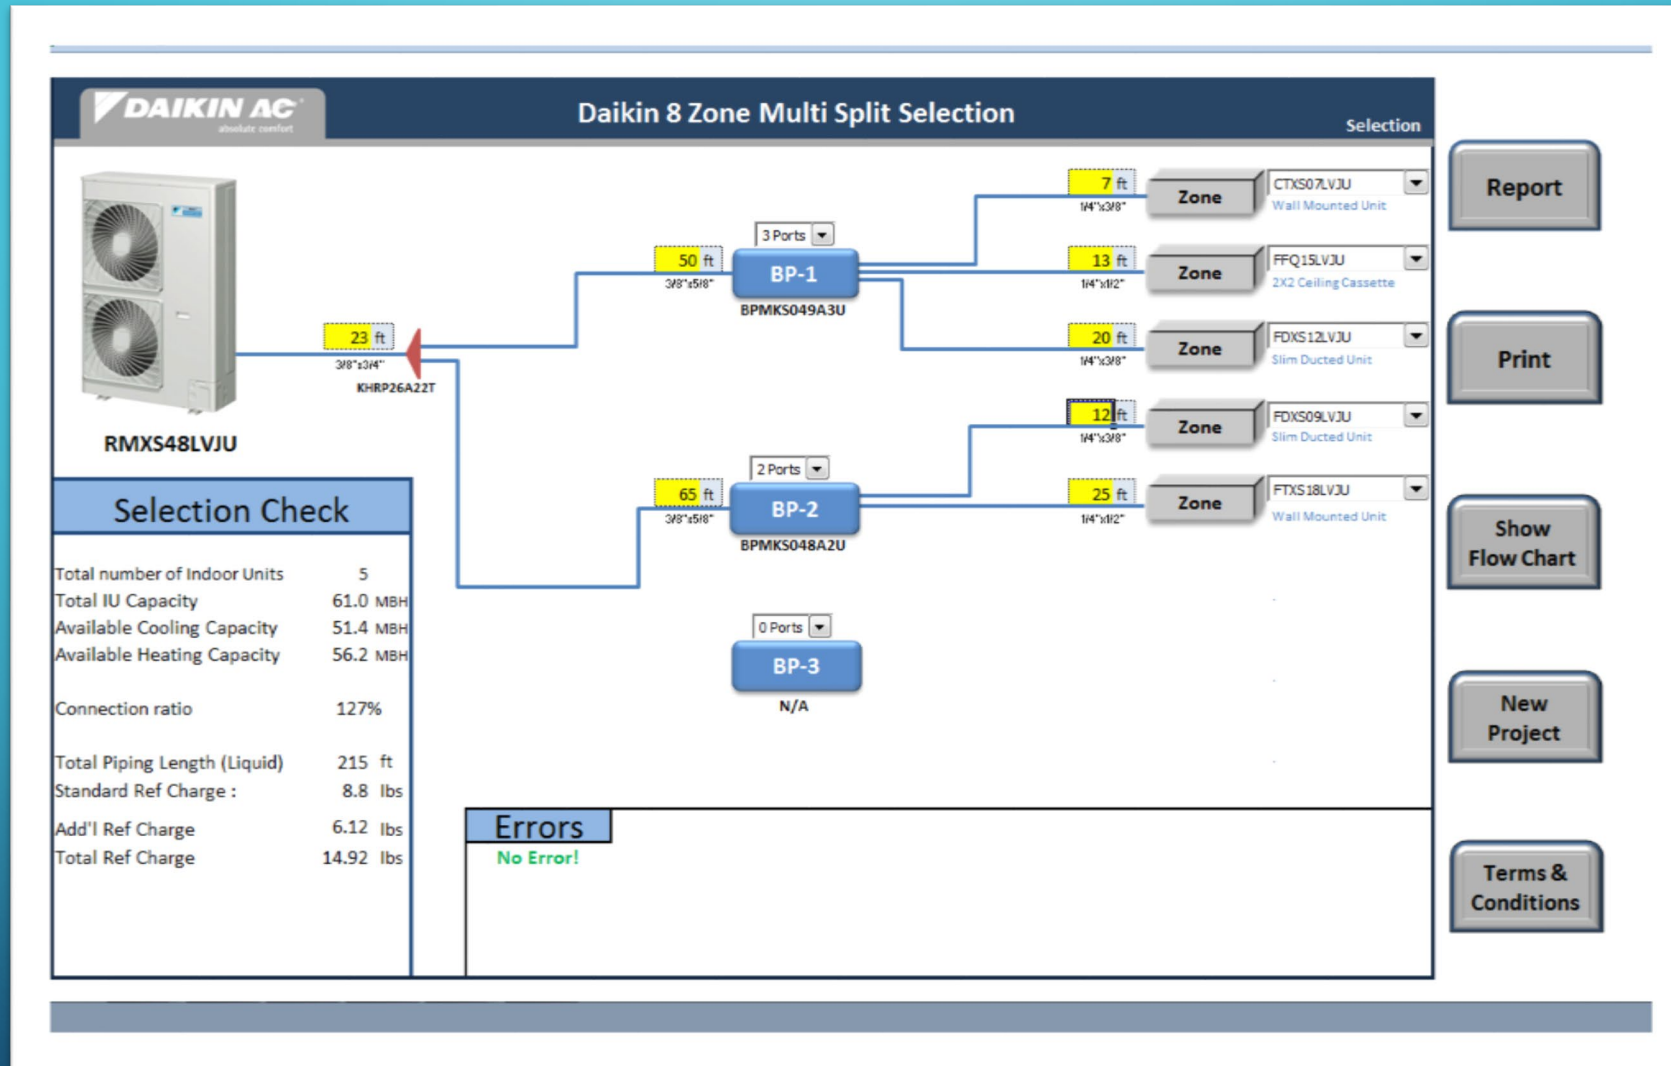 DAIKIN AC
absolute comfort
Daikin 8 Zone Multi Split Selection
Selection
7 ft
1/4"x3/8"
Zone
CTXS07LVJU
Wall Mounted Unit
Report
3 Ports
50 ft
3/8"x5/8"
BP-1
BPMKS049A3U
13 ft
1/4"x1/2"
Zone
FFQ15LVJU
2X2 Ceiling Cassette
23 ft
3/8"x3/4"
KHRP26A22T
20 ft
1/4"x3/8"
Zone
FDXS12LVJU
Slim Ducted Unit
Print
RMXS48LVJU
12 ft
1/4"x3/8"
Zone
FDXS09LVJU
Slim Ducted Unit
2 Ports
65 ft
3/8"x5/8"
BP-2
BPMKS048A2U
25 ft
1/4"x1/2"
Zone
FTXS18LVJU
Wall Mounted Unit
Show
Flow Chart
0 Ports
BP-3
N/A
New
Project
Selection Check
Total number of Indoor Units 5
Total IU Capacity 61.0 MBH
Available Cooling Capacity 51.4 MBH
Available Heating Capacity 56.2 MBH
Connection ratio 127%
Total Piping Length (Liquid) 215 ft
Standard Ref Charge : 8.8 lbs
Add'l Ref Charge 6.12 lbs
Total Ref Charge 14.92 lbs
Errors
No Error!
Terms &
Conditions